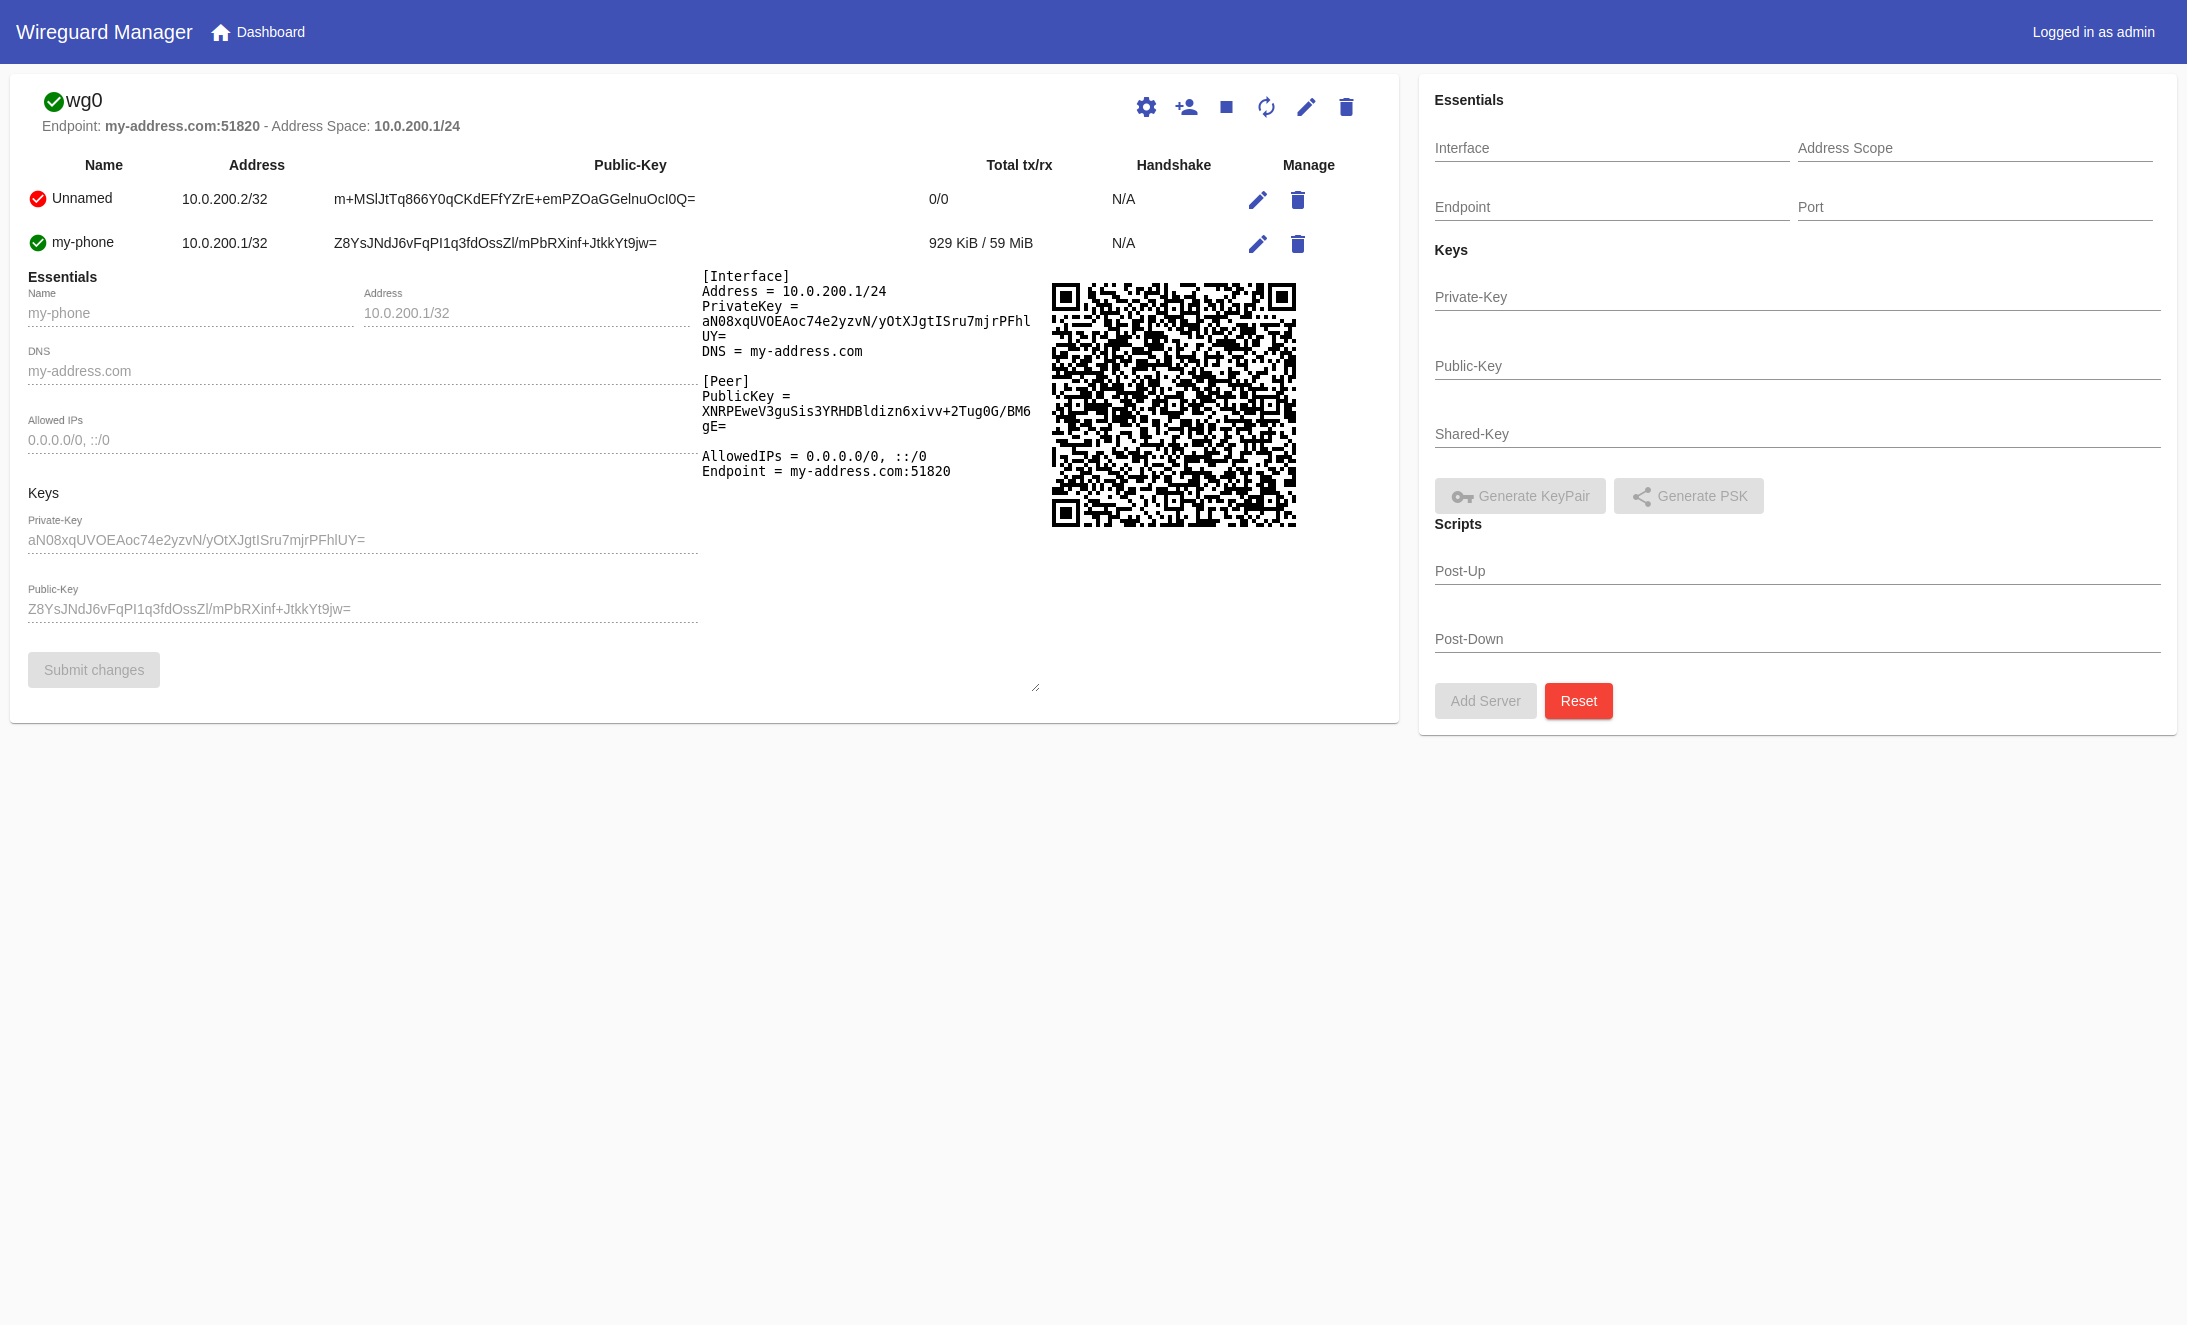 Wireguard Manager
Dashboard
Logged in as admin
wg0
Endpoint: my-address.com:51820 - Address Space: 10.0.200.1/24
Name Address Public-Key Total tx/rx Handshake Manage
Unnamed 10.0.200.2/32 m+MSlJtTq866Y0qCKdEFfYZrE+emPZOaGGelnuOcI0Q= 0/0 N/A
my-phone 10.0.200.1/32 Z8YsJNdJ6vFqPI1q3fdOssZl/mPbRXinf+JtkkYt9jw= 929 KiB / 59 MiB N/A
Essentials
Name Address
my-phone 10.0.200.1/32
DNS
my-address.com
Allowed IPs
0.0.0.0/0, ::/0
Keys
Private-Key
aN08xqUVOEAoc74e2yzvN/yOtXJgtISru7mjrPFhlUY=
Public-Key
Z8YsJNdJ6vFqPI1q3fdOssZl/mPbRXinf+JtkkYt9jw=
Submit changes
[Interface]
Address = 10.0.200.1/24
PrivateKey =
aN08xqUVOEAoc74e2yzvN/yOtXJgtISru7mjrPFhl
UY=
DNS = my-address.com
[Peer]
PublicKey =
XNRPEweV3guSis3YRHDBldizn6xivv+2Tug0G/BM6
gE=
AllowedIPs = 0.0.0.0/0, ::/0
Endpoint = my-address.com:51820
Essentials
Interface Address Scope
Endpoint Port
Keys
Private-Key
Public-Key
Shared-Key
Generate KeyPair Generate PSK
Scripts
Post-Up
Post-Down
Add Server Reset